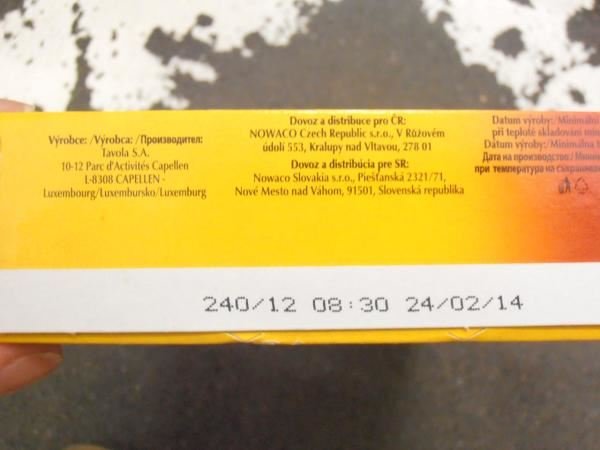 Výrobce: /Výrobca: /Производител:
Tavola S.A.
10-12 Parc d'Activités Capellen
L-8308 CAPELLEN -
Luxembourg/Luxembursko/Luxemburg
Dovoz a distribuce pro ČR:
NOWACO Czech Republic s.r.o., V Růžovém
údolí 553, Kralupy nad Vltavou, 278 01
Dovoz a distribúcia pre SR:
Nowaco Slovakia s.r.o., Piešťanská 2321/71,
Nové Mesto nad Váhom, 91501, Slovenská republika
Datum výroby: / Minimální
při teplotě skladování
Dátum výroby: / Minimálna
Дата на производство: /
при температура на
240/12 08:30 24/02/14